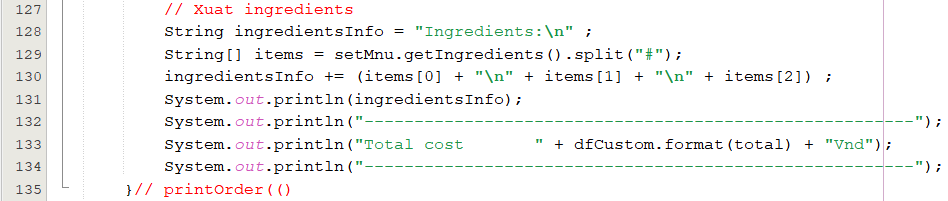 127 // Xuat ingredients
128 String ingredientsInfo = "Ingredients:\n" ;
129 String[] items = setMnu.getIngredients().split("#");
130 ingredientsInfo += (items[0] + "\n" + items[1] + "\n" + items[2]) ;
131 System.out.println(ingredientsInfo);
132 System.out.println("-------------------------------------------------------------");
133 System.out.println("Total cost        " + dfCustom.format(total) + "Vnd");
134 System.out.println("-------------------------------------------------------------");
135 }// printOrder(()